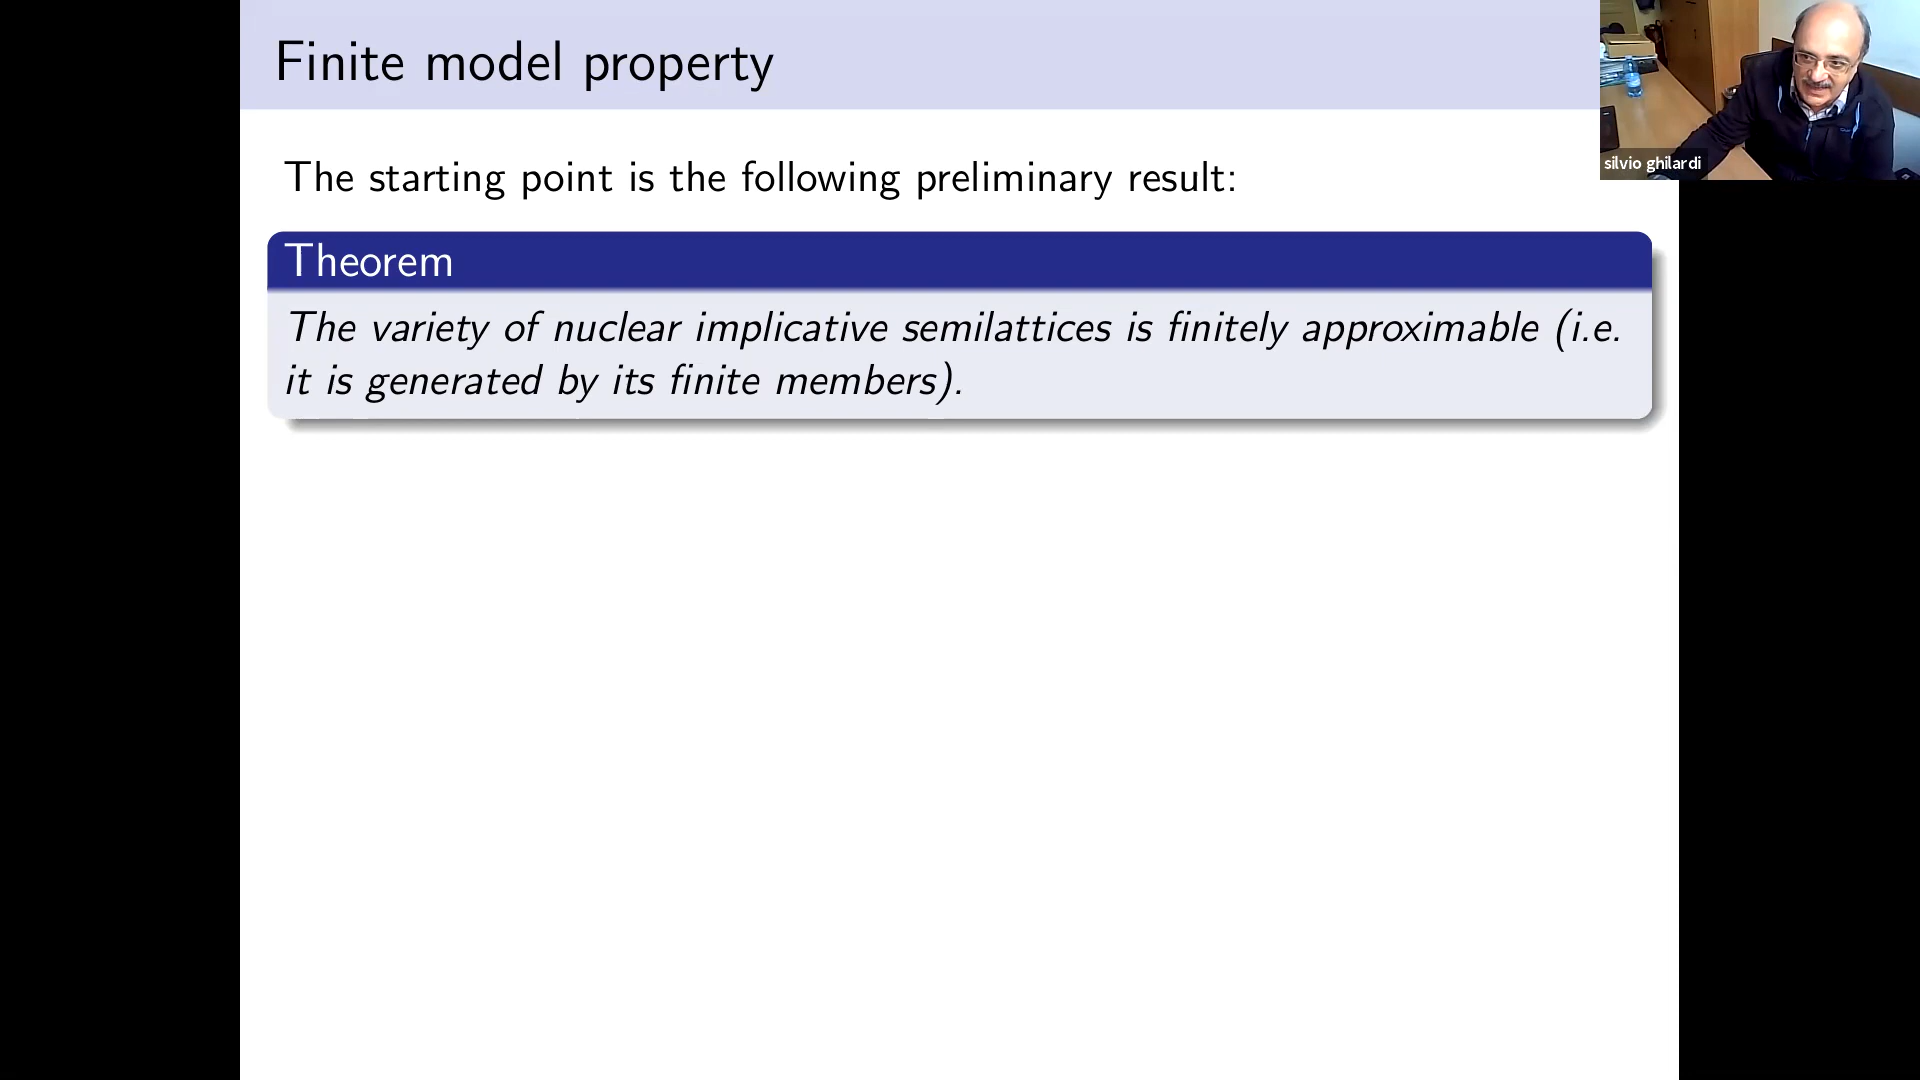 Finite model property
The starting point is the following preliminary result:
Theorem
The variety of nuclear implicative semilattices is finitely approximable (i.e.
it is generated by its finite members).
silvio ghilardi